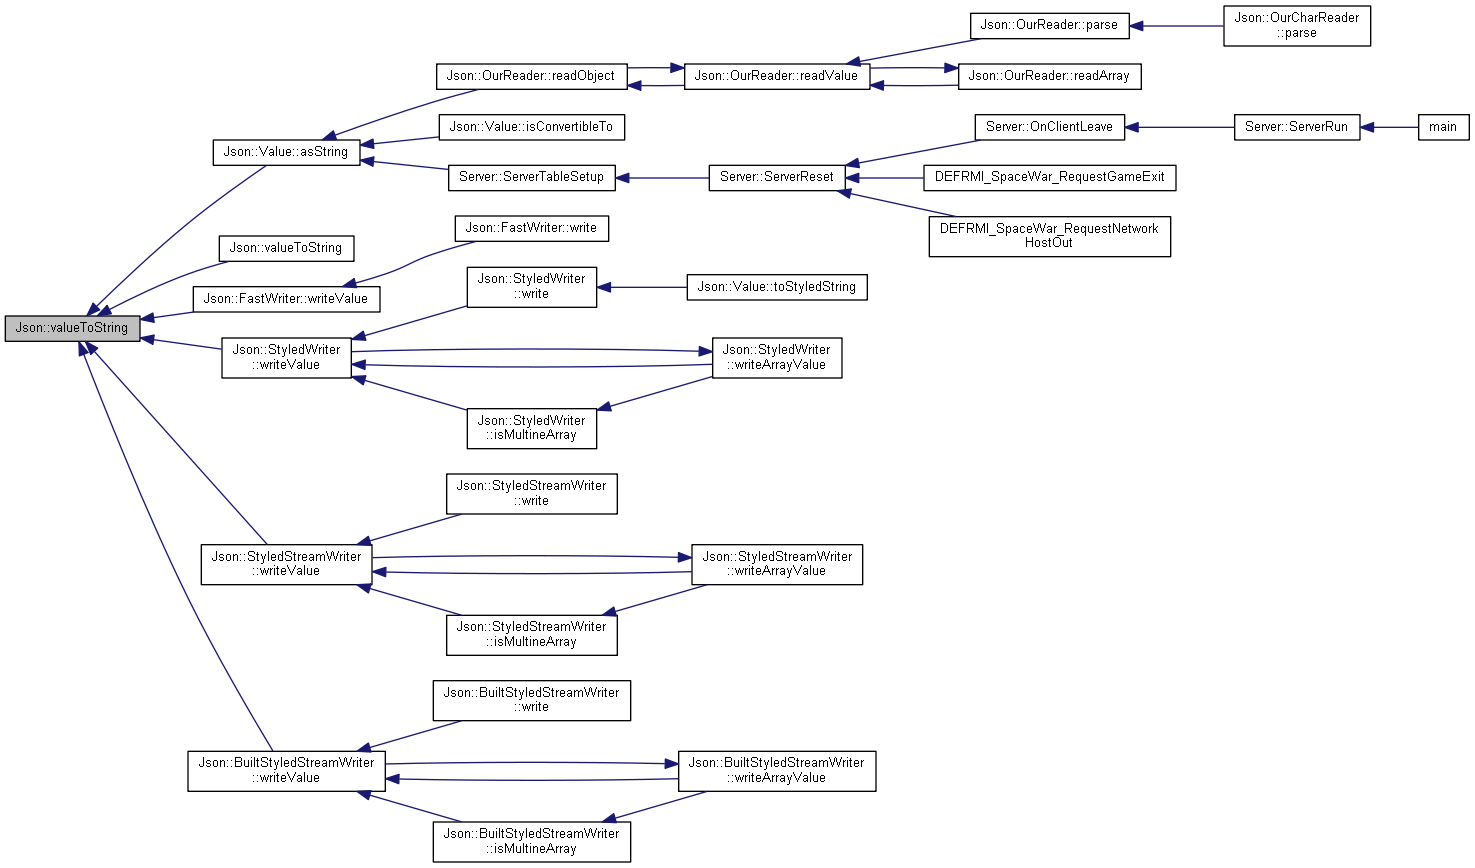 Json::OurReader::parse
Json::OurCharReader
::parse
Json::OurReader::readObject
Json::OurReader::readValue
Json::OurReader::readArray
Json::Value::isConvertibleTo
Server::OnClientLeave
Server::ServerRun
main
Json::Value::asString
Server::ServerTableSetup
Server::ServerReset
DEFRMI_SpaceWar_RequestGameExit
DEFRMI_SpaceWar_RequestNetwork
HostOut
Json::FastWriter::write
Json::valueToString
Json::StyledWriter
::write
Json::Value::toStyledString
Json::FastWriter::writeValue
Json::valueToString
Json::StyledWriter
::writeValue
Json::StyledWriter
::writeArrayValue
Json::StyledWriter
::isMultineArray
Json::StyledStreamWriter
::write
Json::StyledStreamWriter
::writeValue
Json::StyledStreamWriter
::writeArrayValue
Json::StyledStreamWriter
::isMultineArray
Json::BuiltStyledStreamWriter
::write
Json::BuiltStyledStreamWriter
::writeValue
Json::BuiltStyledStreamWriter
::writeArrayValue
Json::BuiltStyledStreamWriter
::isMultineArray